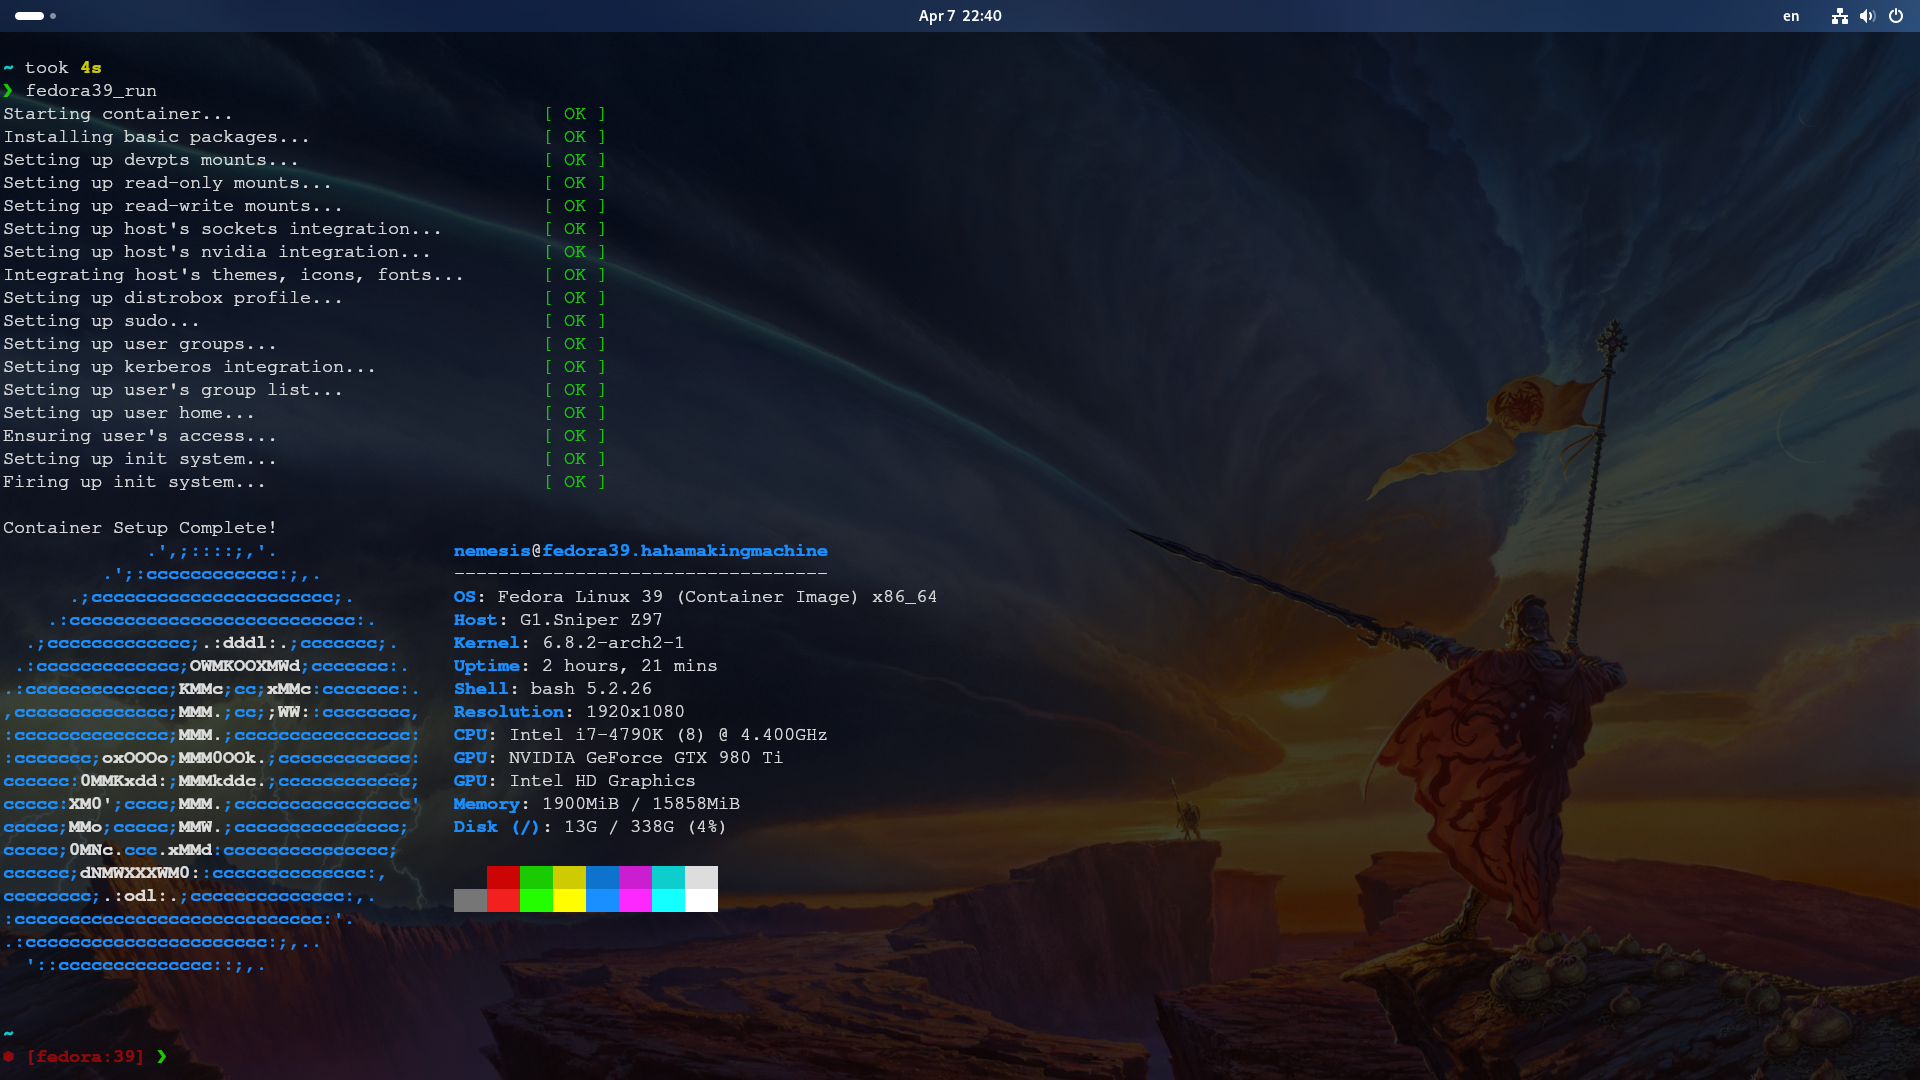 Apr 7 22:40
en
~ took 4s
❯ fedora39_run
Starting container... [ OK ]
Installing basic packages... [ OK ]
Setting up devpts mounts... [ OK ]
Setting up read-only mounts... [ OK ]
Setting up read-write mounts... [ OK ]
Setting up host's sockets integration... [ OK ]
Setting up host's nvidia integration... [ OK ]
Integrating host's themes, icons, fonts... [ OK ]
Setting up distrobox profile... [ OK ]
Setting up sudo... [ OK ]
Setting up user groups... [ OK ]
Setting up kerberos integration... [ OK ]
Setting up user's group list... [ OK ]
Setting up user home... [ OK ]
Ensuring user's access... [ OK ]
Setting up init system... [ OK ]
Firing up init system... [ OK ]
Container Setup Complete!
.',;::::;,'. nemesis@fedora39.hahamakingmachine
.';:cccccccccccc:;,. ----------------------------------
.;cccccccccccccccccccccc;. OS: Fedora Linux 39 (Container Image) x86_64
.:cccccccccccccccccccccccccc:. Host: G1.Sniper Z97
.;ccccccccccccc;.:dddl:.;ccccccc;. Kernel: 6.8.2-arch2-1
.:ccccccccccccc;OWMKOOXMWd;ccccccc:. Uptime: 2 hours, 21 mins
.:ccccccccccccc;KMMc;cc;xMMc:ccccccc:. Shell: bash 5.2.26
,cccccccccccccc;MMM.;cc;;WW::cccccccc, Resolution: 1920x1080
:cccccccccccccc;MMM.;cccccccccccccccc: CPU: Intel i7-4790K (8) @ 4.400GHz
:ccccccc;oxOOOo;MMM0OOk.;cccccccccccc: GPU: NVIDIA GeForce GTX 980 Ti
cccccc:0MMKxdd:;MMMkddc.;cccccccccccc; GPU: Intel HD Graphics
ccccc:XM0';cccc;MMM.;cccccccccccccccc' Memory: 1900MiB / 15858MiB
ccccc;MMo;ccccc;MMW.;ccccccccccccccc; Disk (/): 13G / 338G (4%)
ccccc;0MNc.ccc.xMMd:ccccccccccccccc;
cccccc;dNMWXXXWM0::cccccccccccccc:,
cccccccc;.:odl:.;cccccccccccccc:,.
:cccccccccccccccccccccccccccc:'.
.:cccccccccccccccccccccc:;,..
'::cccccccccccccc::;,.
~
[fedora:39] ❯